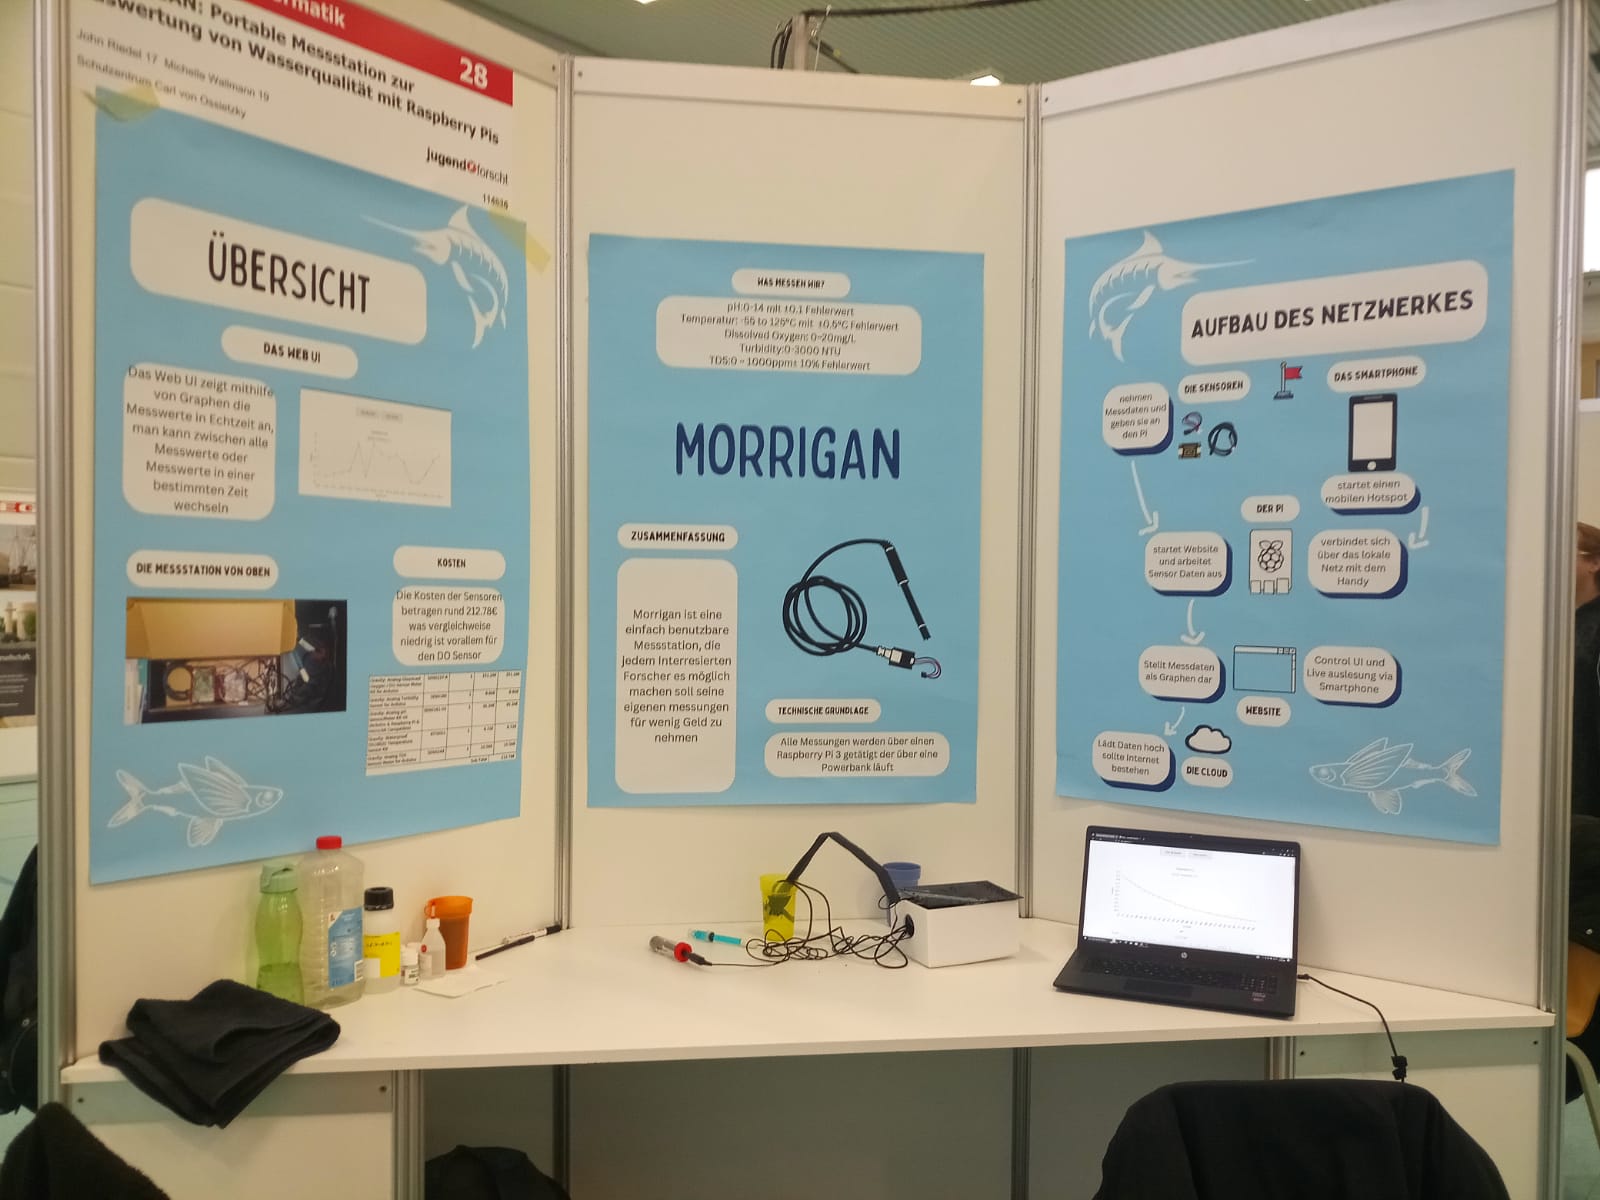 rmatik
28
AN: Portable Messstation zur
uswertung von Wasserqualität mit Raspberry Pis
John Riedel 17 Michelle Wallmann 19
Schulzentrum Carl von Ossietzky
jugend forscht
ÜBERSICHT
DAS WEB UI
Das Web UI zeigt mithilfe
von Graphen die
Messwerte in Echtzeit an,
man kann zwischen alle
Messwerte oder
Messwerte in einer
bestimmten Zeit
wechseln
DIE MESSSTATION VON OBEN
KOSTEN
Die Kosten der Sensoren
betragen rund 212.78€
was vergleichweise
niedrig ist vorallem für
den DO Sensor
WAS MESSEN WIR?
pH:0-14 mit ±0,1 Fehlerwert
Temperatur: -55 to 125°C mit ±0,5°C Fehlerwert
Dissolved Oxygen: 0~20mg/L
Turbidity:0-3000 NTU
TDS:0 ~ 1000ppm± 10% Fehlerwert
MORRIGAN
ZUSAMMENFASSUNG
Morrigan ist eine
einfach benutzbare
Messstation, die
jedem Interresierten
Forscher es möglich
machen soll seine
eigenen messungen
für wenig Geld zu
nehmen
TECHNISCHE GRUNDLAGE
Alle Messungen werden über einen
Raspberry Pi 3 getätigt der über eine
Powerbank läuft
AUFBAU DES NETZWERKES
DIE SENSOREN
nehmen
Messdaten und
geben sie an
den Pi
DAS SMARTPHONE
startet einen
mobilen Hotspot
DER PI
startet Website
und arbeitet
Sensor Daten aus
verbindet sich
über das lokale
Netz mit dem
Handy
Stellt Messdaten
als Graphen dar
Control UI und
Live auslesung via
Smartphone
WEBSITE
Lädt Daten hoch
sollte Internet
bestehen
DIE CLOUD
hp